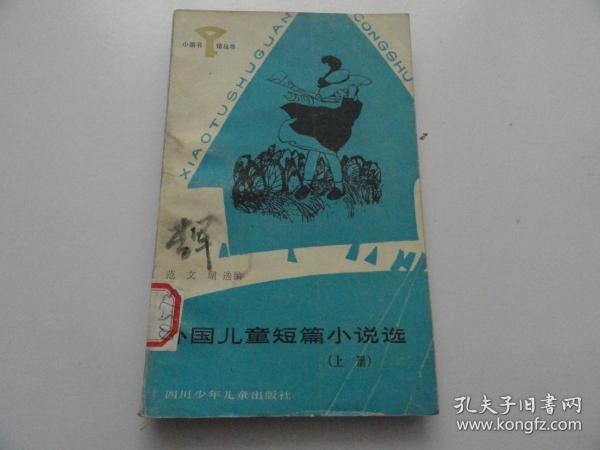 小图书馆丛书
XIAOTUSHUGUAN CONGSHU
范文瑚 选编
外国儿童短篇小说选
(上册)
四川少年儿童出版社
孔夫子旧书网
www.kongfz.com